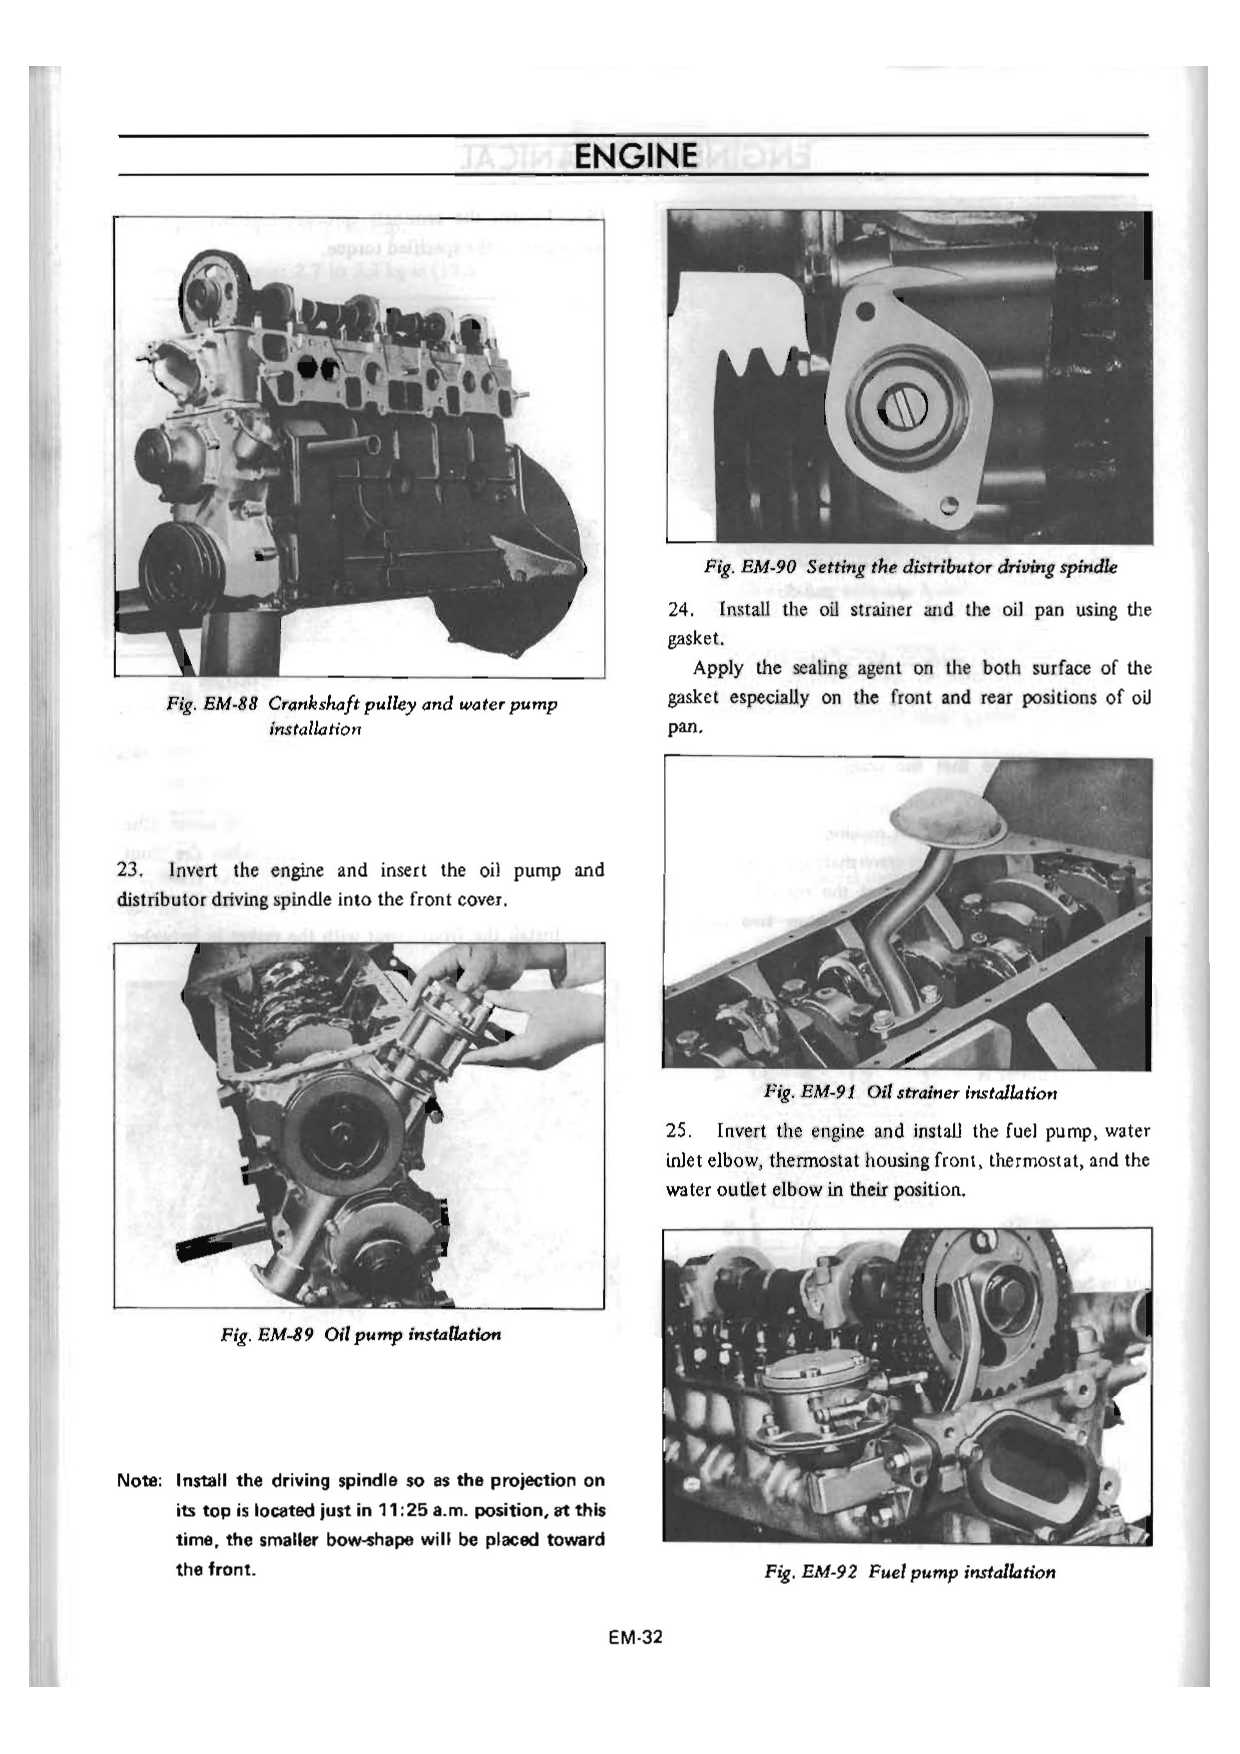 ENGINE
Fig. EM-88 Crankshaft pulley and water pump
installation
23. Invert the engine and insert the oil pump and
distributor driving spindle into the front cover.
Fig. EM-89 Oil pump installation
Note: Install the driving spindle so as the projection on
its top is located just in 11:25 a.m. position, at this
time, the smaller bow-shape will be placed toward
the front.
Fig. EM-90 Setting the distributor driving spindle
24. Install the oil strainer and the oil pan using the
gasket.
Apply the sealing agent on the both surface of the
gasket especially on the front and rear positions of oil
pan.
Fig. EM-91 Oil strainer installation
25. Invert the engine and install the fuel pump, water
inlet elbow, thermostat housing front, thermostat, and the
water outlet elbow in their position.
Fig. EM-92 Fuel pump installation
EM-32